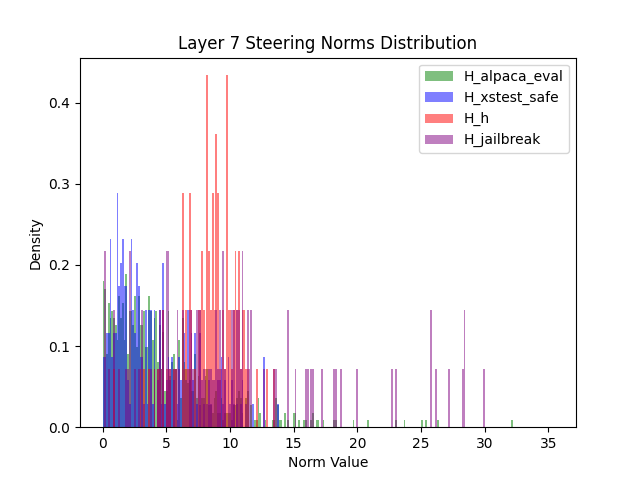 Layer 7 Steering Norms Distribution
H_alpaca_eval
H_xstest_safe
H_h
H_jailbreak
Density
0.4
0.3
0.2
0.1
0.0
0 5 10 15 20 25 30 35
Norm Value